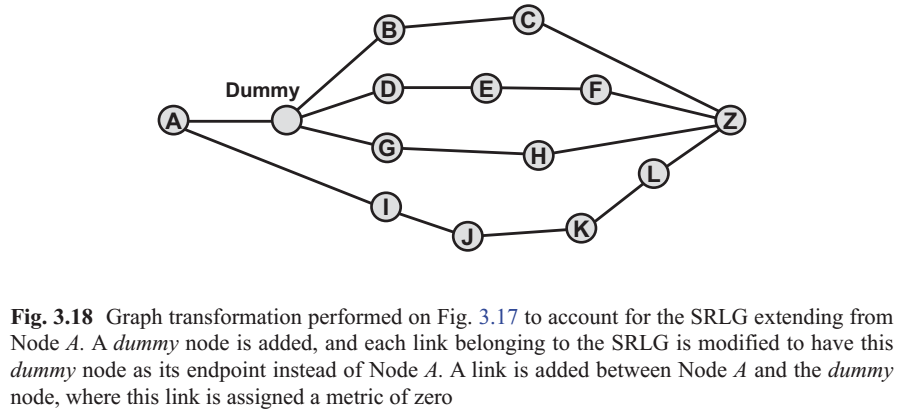 B
C
Dummy
D
E
F
A
Z
G
H
L
I
J
K
Fig. 3.18 Graph transformation performed on Fig. 3.17 to account for the SRLG extending from
Node A. A dummy node is added, and each link belonging to the SRLG is modified to have this
dummy node as its endpoint instead of Node A. A link is added between Node A and the dummy
node, where this link is assigned a metric of zero